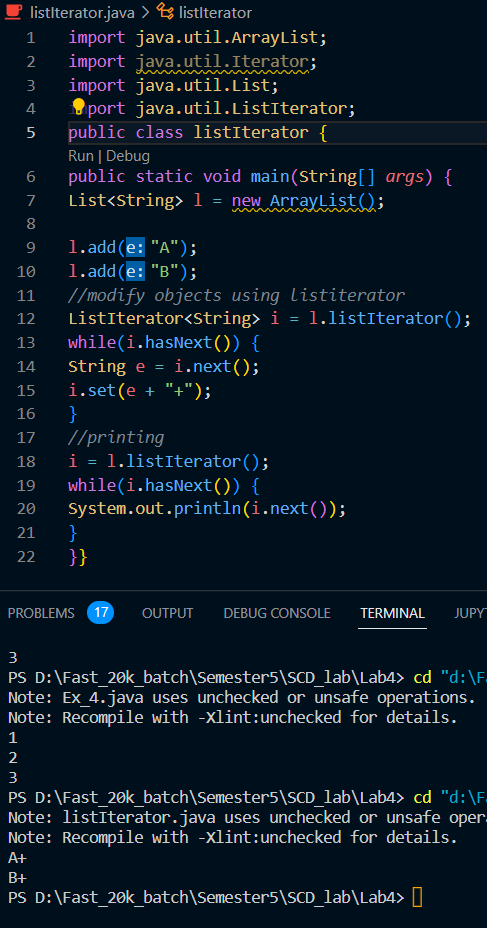 listIterator.java > listIterator
1 import java.util.ArrayList;
2 import java.util.Iterator;
3 import java.util.List;
4 port java.util.ListIterator;
5 public class listIterator {
Run | Debug
6 public static void main(String[] args) {
7 List<String> l = new ArrayList();
8
9 l.add(e: "A");
10 l.add(e: "B");
11 //modify objects using listiterator
12 ListIterator<String> i = l.listIterator();
13 while(i.hasNext()) {
14 String e = i.next();
15 i.set(e + "+");
16 }
17 //printing
18 i = l.listIterator();
19 while(i.hasNext()) {
20 System.out.println(i.next());
21 }
22 }}
PROBLEMS 17 OUTPUT DEBUG CONSOLE TERMINAL JUPYT
3
PS D:\Fast_20k_batch\Semester5\SCD_lab\Lab4> cd "d:\Fa
Note: Ex_4.java uses unchecked or unsafe operations.
Note: Recompile with -Xlint:unchecked for details.
1
2
3
PS D:\Fast_20k_batch\Semester5\SCD_lab\Lab4> cd "d:\Fa
Note: listIterator.java uses unchecked or unsafe oper
Note: Recompile with -Xlint:unchecked for details.
A+
B+
PS D:\Fast_20k_batch\Semester5\SCD_lab\Lab4>